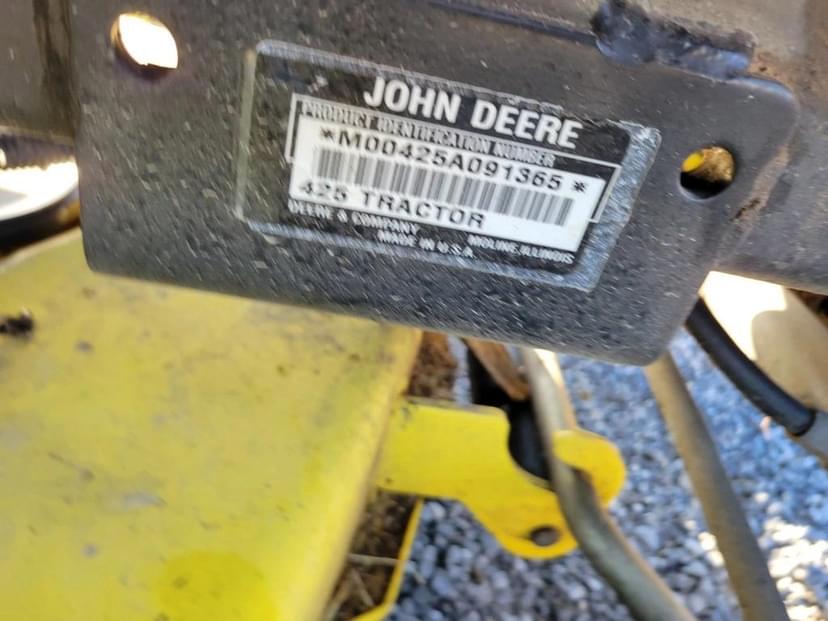 JOHN DEERE
PRODUCT IDENTIFICATION NUMBER
*M00425A091365*
425 TRACTOR
DEERE & COMPANY MOLINE, ILLINOIS
MADE IN U.S.A.